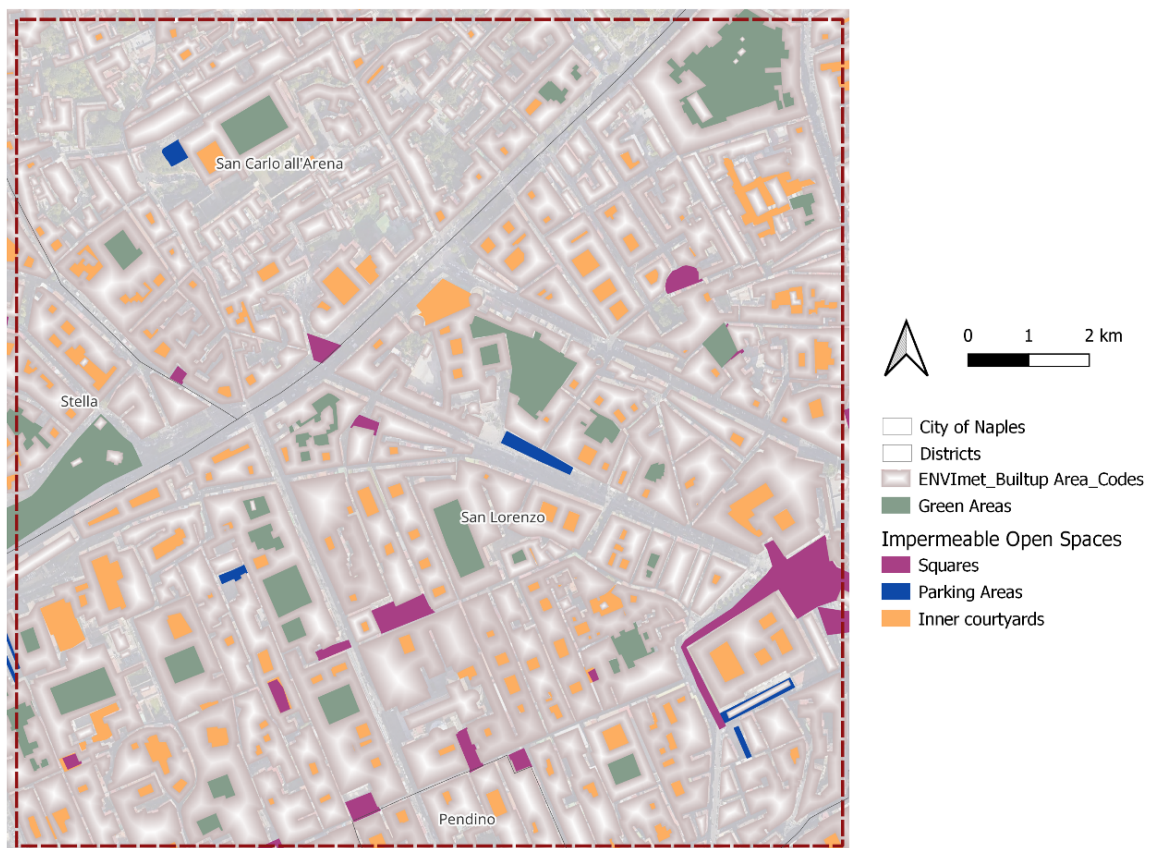 San Carlo all'Arena
Stella
San Lorenzo
Pendino
0 1 2 km
City of Naples
Districts
ENVImet_Builtup Area_Codes
Green Areas
Impermeable Open Spaces
Squares
Parking Areas
Inner courtyards